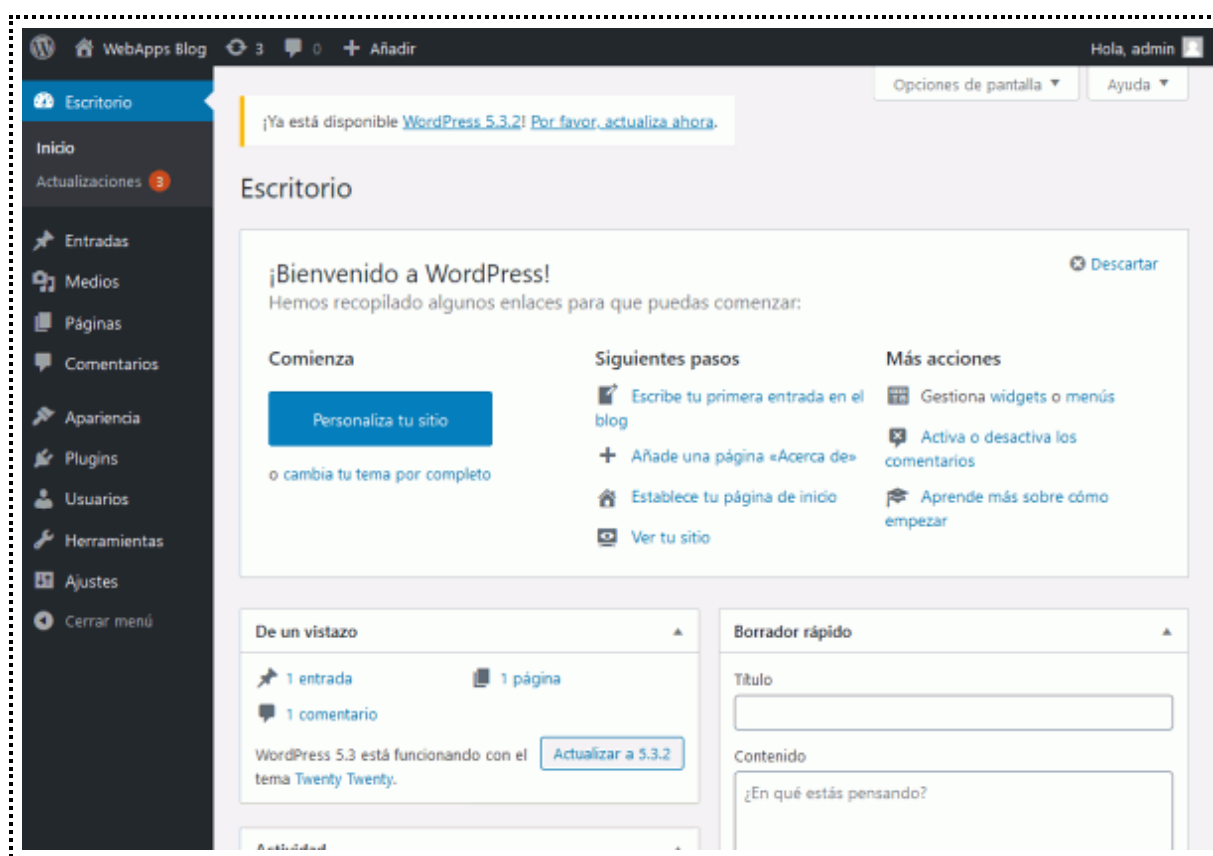 WebApps Blog 3 0 Añadir Hola, admin
Opciones de pantalla Ayuda
Escritorio
Inicio
Actualizaciones 3
Entradas
Medios
Páginas
Comentarios
Apariencia
Plugins
Usuarios
Herramientas
Ajustes
Cerrar menú
¡Ya está disponible WordPress 5.3.2! Por favor, actualiza ahora.
Escritorio
¡Bienvenido a WordPress!
Descartar
Hemos recopilado algunos enlaces para que puedas comenzar:
Comienza
Personaliza tu sitio
o cambia tu tema por completo
Siguientes pasos
Escribe tu primera entrada en el
blog
Añade una página «Acerca de»
Establece tu página de inicio
Ver tu sitio
Más acciones
Gestiona widgets o menús
Activa o desactiva los
comentarios
Aprende más sobre cómo
empezar
De un vistazo
1 entrada 1 página
1 comentario
WordPress 5.3 está funcionando con el
tema Twenty Twenty.
Actualizar a 5.3.2
Actividad
Borrador rápido
Título
Contenido
¿En qué estás pensando?